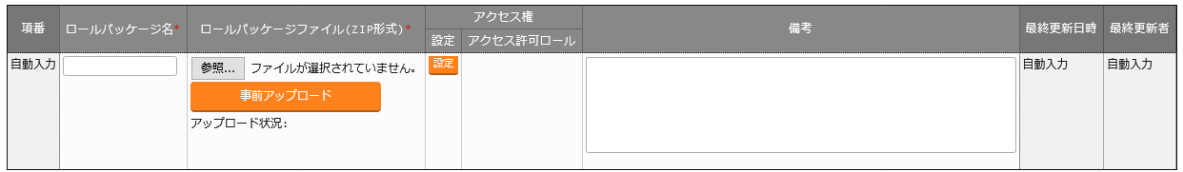 項番
ロールパッケージ名*
ロールパッケージファイル(ZIP形式)*
アクセス権
設定
アクセス許可ロール
備考
最終更新日時
最終更新者
自動入力
参照... ファイルが選択されていません。
事前アップロード
アップロード状況:
設定
自動入力
自動入力